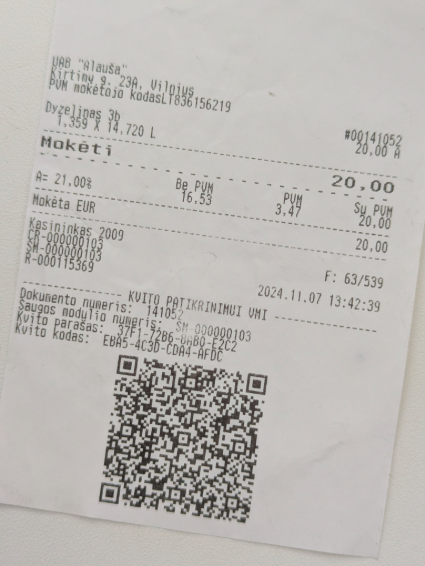 UAB "Alauša"
Kirtimų g. 23A, Vilnius
PVM mokėtojo kodasLT836156219
#00141052
Dyzelinas 3b
1.359 X 14.720 L 20.00 A
Mokėti 20,00
Be PVM PVM Su PVM
A= 21,00% 16.53 3.47 20.00
Mokėta EUR 20.00
Kasininkas 2009
CR-000000103
SM-000000103
R-000115369
F: 63/539
2024.11.07 13:42:39
KVITO PATIKRINIMUI VMI
Dokumento numeris: 141052
Saugos modulio numeris: SM-000000103
Kvito parašas: 37F1-72B6-0AB0-E2C2
Kvito kodas: EBA5-4C3D-CDA4-AFDC